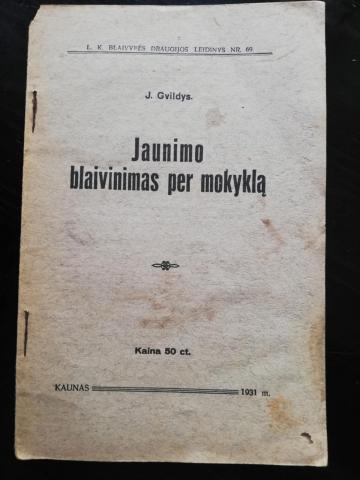 L. K. BLAIVYBĖS DRAUGIJOS LEIDINYS NR. 69.
J. Gvildys.
Jaunimo
blaivinimas per mokyklą
Kaina 50 ct.
KAUNAS 1931 m.